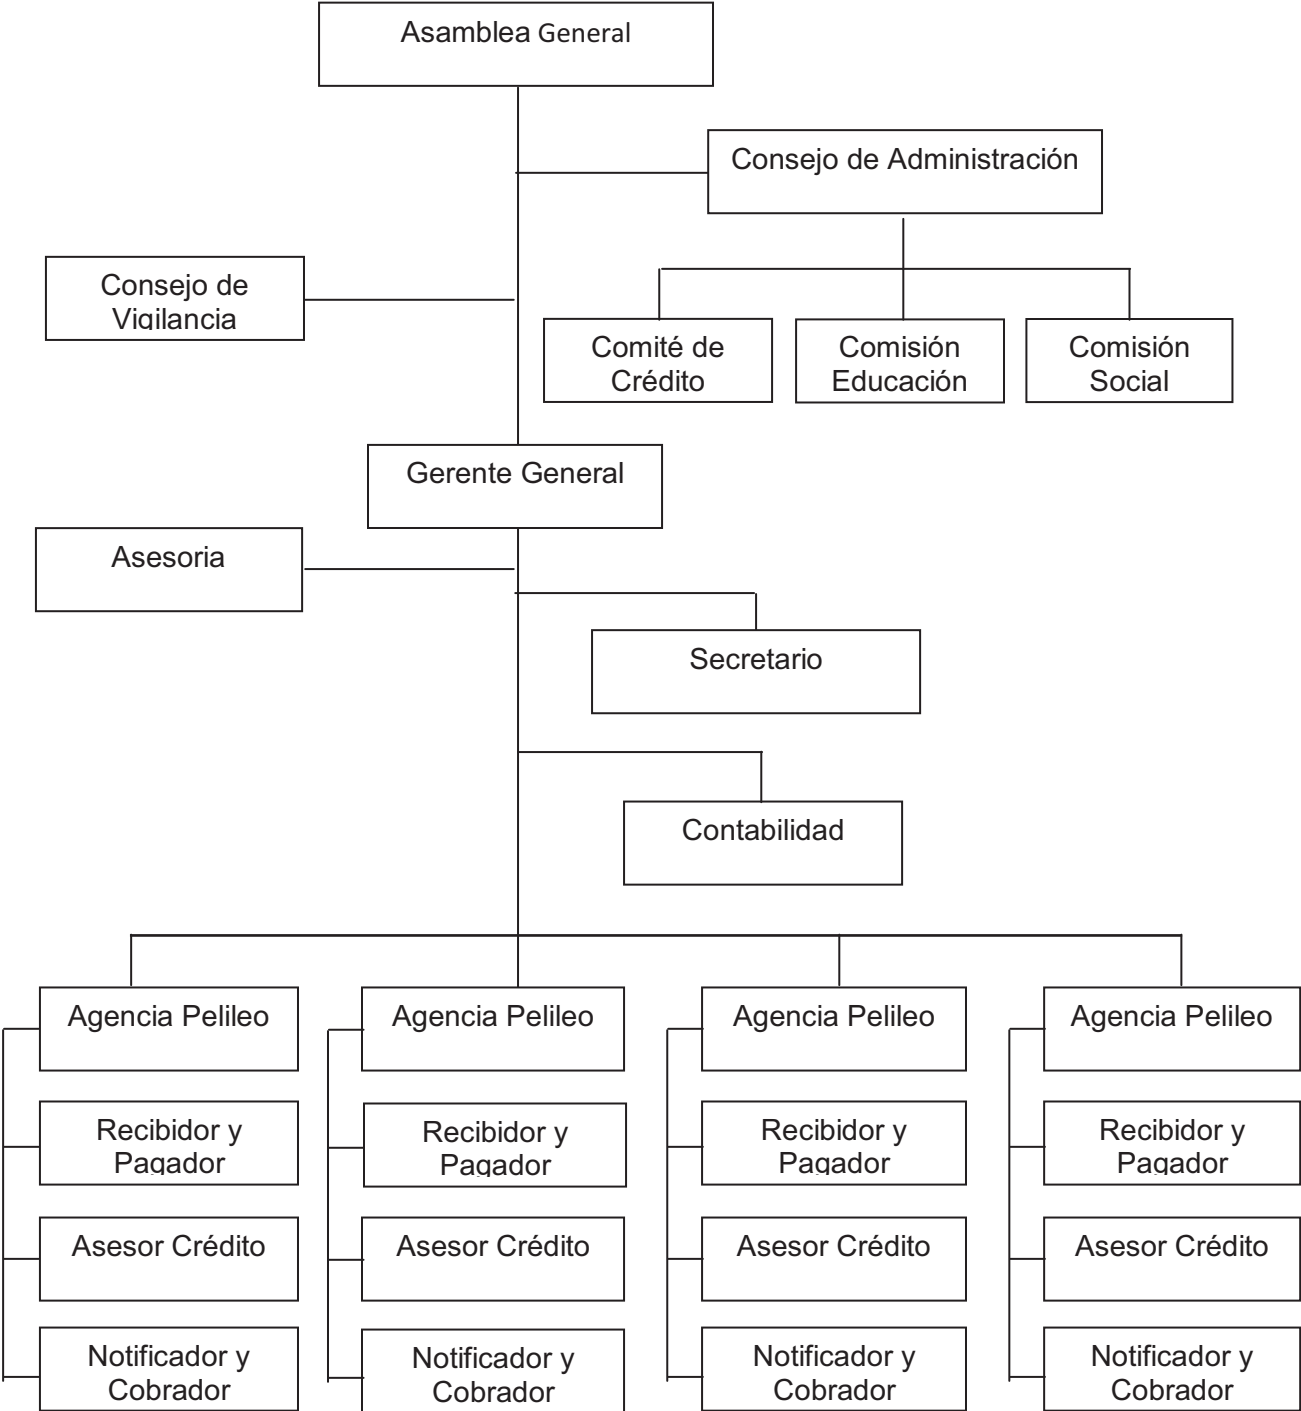 Asamblea General
Consejo de Administración
Consejo de
Vigilancia
Comité de
Crédito
Comisión
Educación
Comisión
Social
Gerente General
Asesoria
Secretario
Contabilidad
Agencia Pelileo
Agencia Pelileo
Agencia Pelileo
Agencia Pelileo
Recibidor y
Pagador
Recibidor y
Pagador
Recibidor y
Pagador
Recibidor y
Pagador
Asesor Crédito
Asesor Crédito
Asesor Crédito
Asesor Crédito
Notificador y
Cobrador
Notificador y
Cobrador
Notificador y
Cobrador
Notificador y
Cobrador